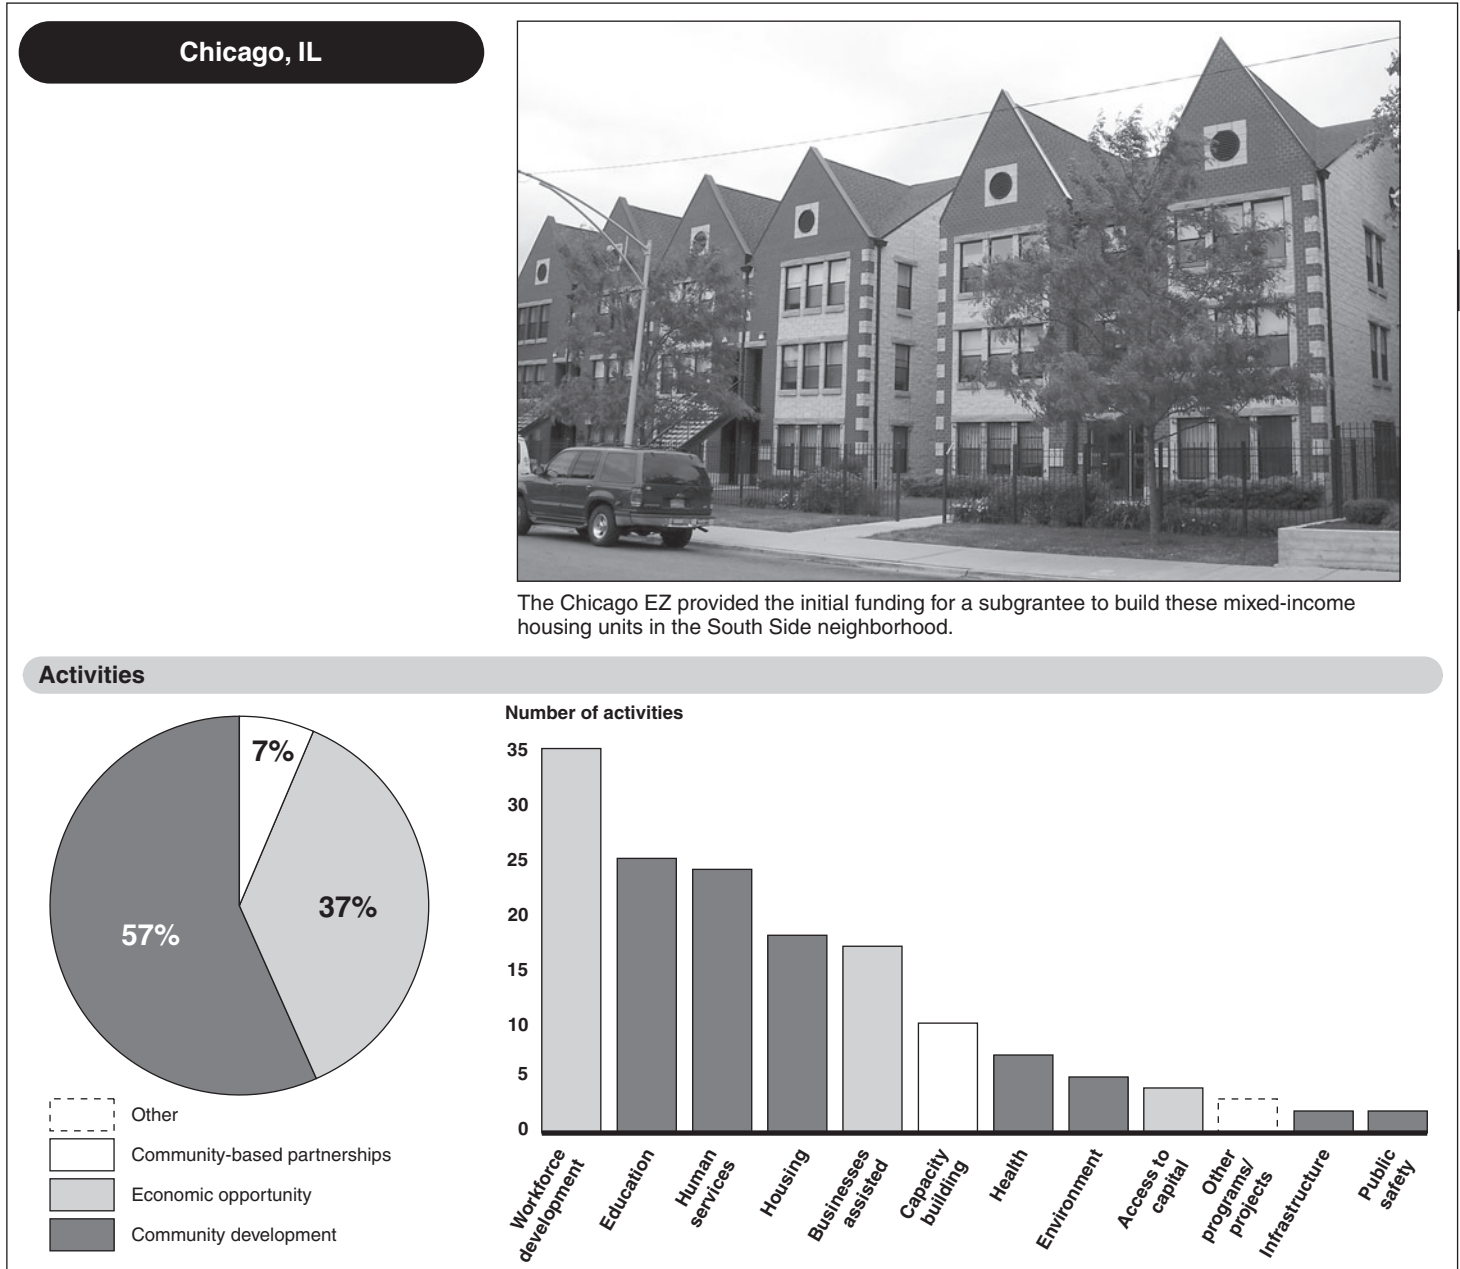 Chicago, IL
The Chicago EZ provided the initial funding for a subgrantee to build these mixed-income
housing units in the South Side neighborhood.
Activities
7%
37%
57%
Other
Community-based partnerships
Economic opportunity
Community development
Number of activities
35
30
25
20
15
10
5
0
Workforce
development
Education
Human
services
Housing
Businesses
assisted
Capacity
building
Health
Environment
Access to
capital
Other
programs/
projects
Infrastructure
Public
safety